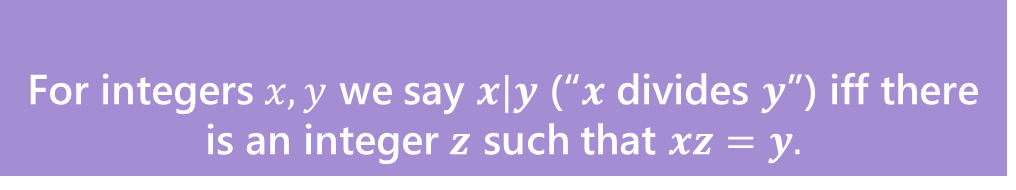 For integers x, y we say x|y (“x divides y”) iff there
is an integer z such that xz = y.